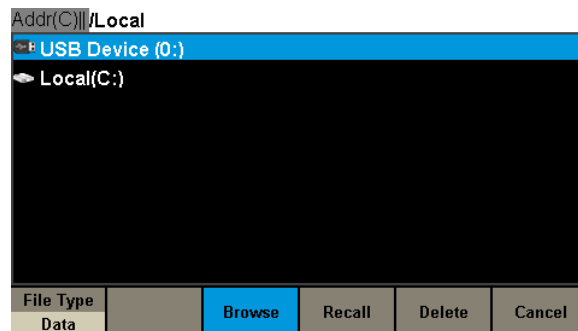 Addr(C)||/Local
USB Device (0:)
Local(C:)
File Type
Data
Browse
Recall
Delete
Cancel